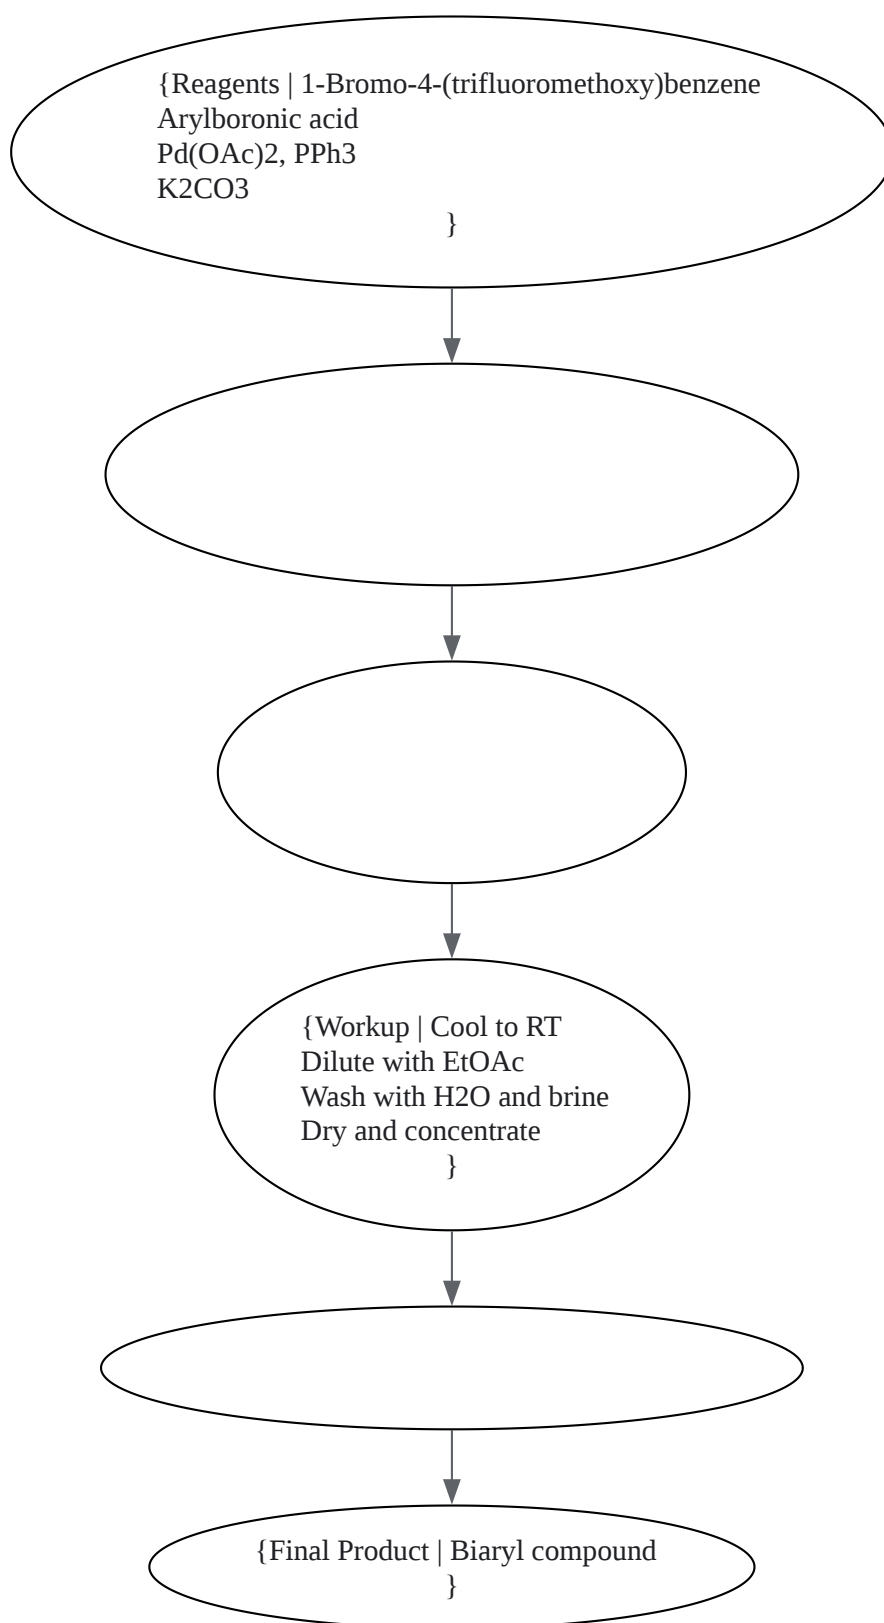 {Reagents | 1-Bromo-4-(trifluoromethoxy)benzene
Arylboronic acid
Pd(OAc)2, PPh3
K2CO3
}
{Workup | Cool to RT
Dilute with EtOAc
Wash with H2O and brine
Dry and concentrate
}
{Final Product | Biaryl compound
}